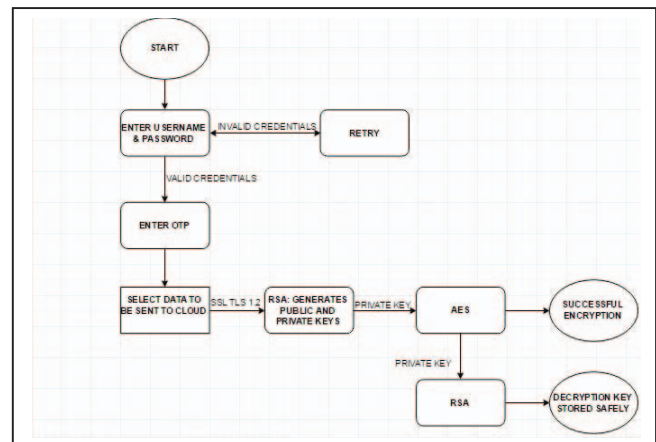 START
ENTER USERNAME
& PASSWORD
INVALID CREDENTIALS
RETRY
VALID CREDENTIALS
ENTER OTP
SELECT DATA TO
BE SENT TO CLOUD
SSL TLS 1.2
RSA: GENERATES
PUBLIC AND
PRIVATE KEYS
PRIVATE KEY
AES
SUCCESSFUL
ENCRYPTION
PRIVATE KEY
RSA
DECRYPTION KEY
STORED SAFELY